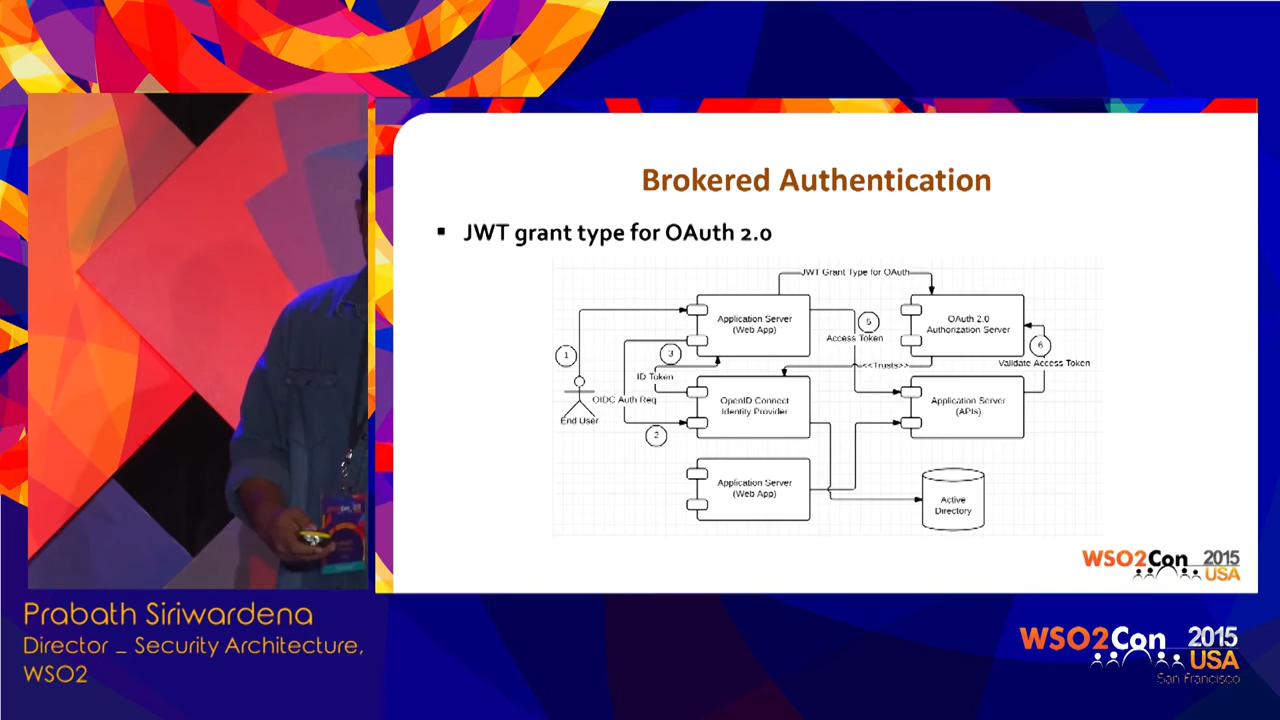 Brokered Authentication
▪ JWT grant type for OAuth 2.0
JWT Grant Type for OAuth
Application Server
(Web App)
OAuth 2.0
Authorization Server
5
Access Token
6
Validate Access Token
1
3
ID Token
<<Trusts>>
End User
OIDC Auth Req
2
OpenID Connect
Identity Provider
Application Server
(APIs)
Application Server
(Web App)
Active
Directory
WSO2Con 2015
USA
Prabath Siriwardena
Director _ Security Architecture,
WSO2
WSO2Con 2015
USA
San Francisco